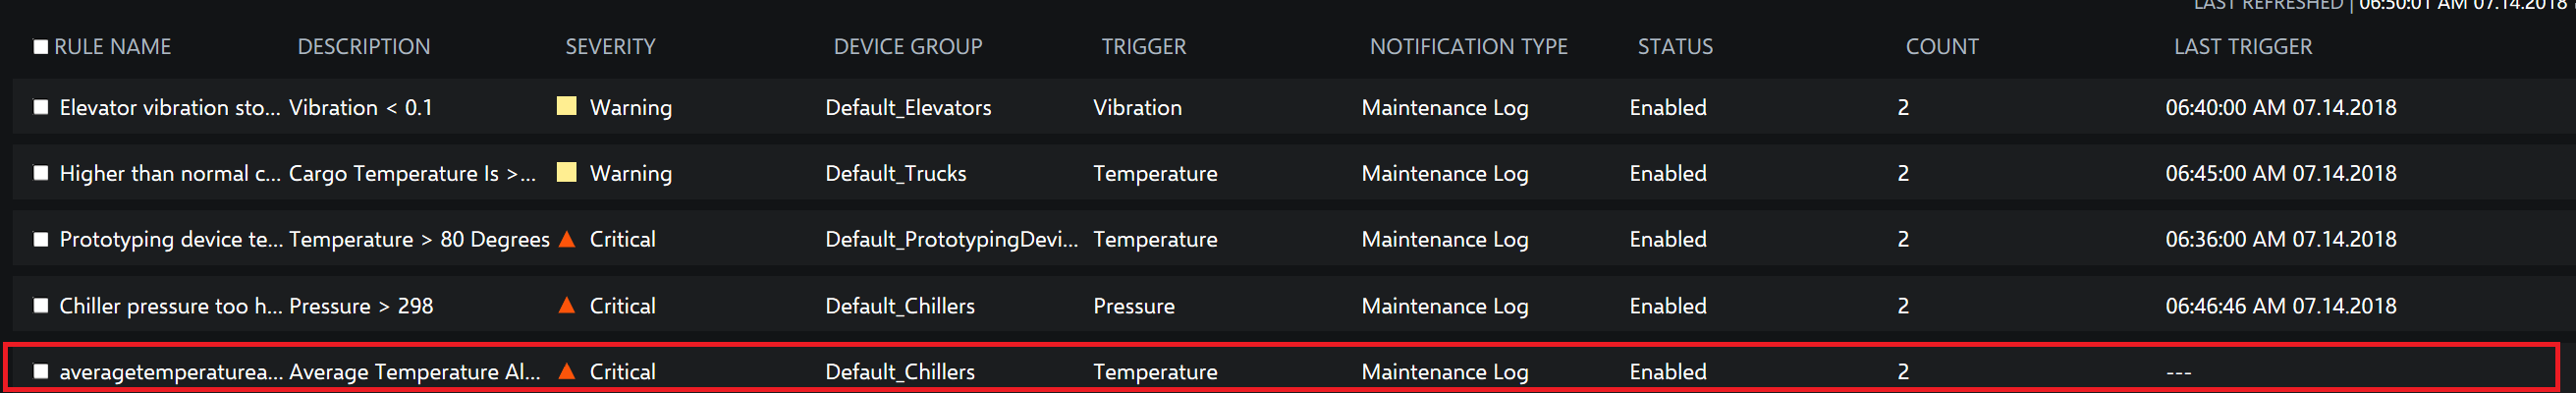 LAST REFRESHED | 06:50:01 AM 07.14.2018
RULE NAME DESCRIPTION SEVERITY DEVICE GROUP TRIGGER NOTIFICATION TYPE STATUS COUNT LAST TRIGGER
Elevator vibration sto... Vibration < 0.1 Warning Default_Elevators Vibration Maintenance Log Enabled 2 06:40:00 AM 07.14.2018
Higher than normal c... Cargo Temperature Is >... Warning Default_Trucks Temperature Maintenance Log Enabled 2 06:45:00 AM 07.14.2018
Prototyping device te... Temperature > 80 Degrees Critical Default_PrototypingDevi... Temperature Maintenance Log Enabled 2 06:36:00 AM 07.14.2018
Chiller pressure too h... Pressure > 298 Critical Default_Chillers Pressure Maintenance Log Enabled 2 06:46:46 AM 07.14.2018
averagetemperaturea... Average Temperature Al... Critical Default_Chillers Temperature Maintenance Log Enabled 2 ---